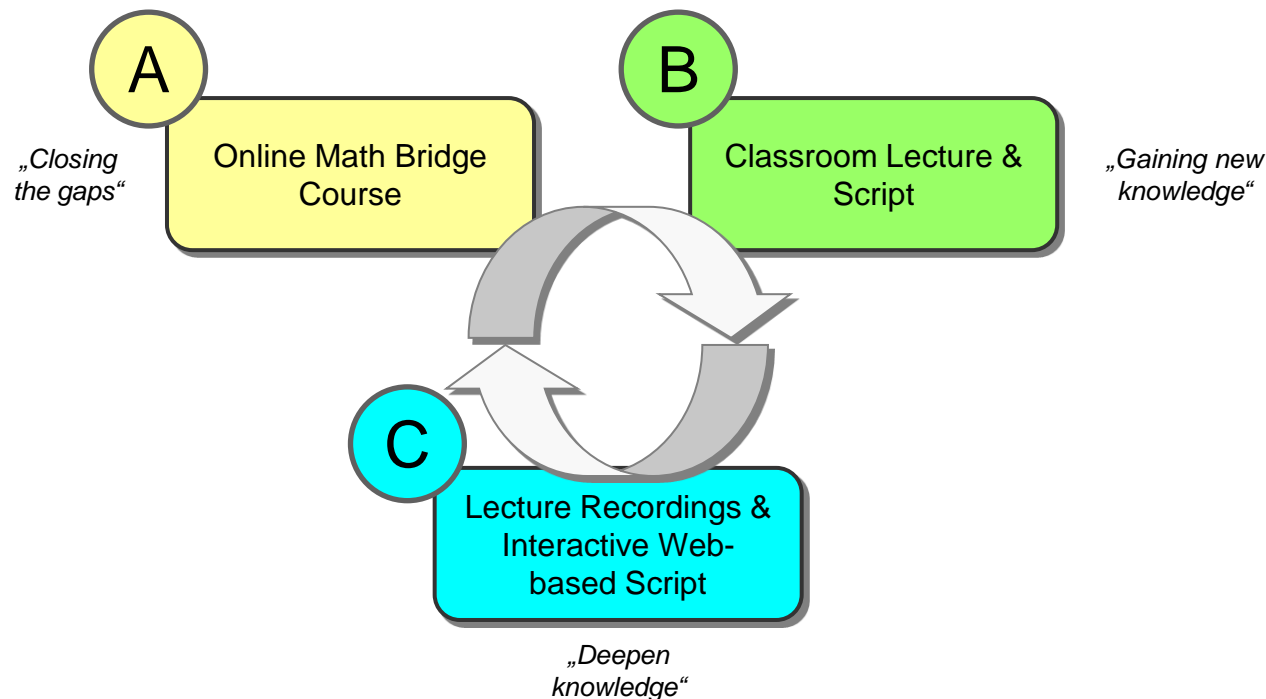 A
Online Math Bridge
Course
„Closing
the gaps“
B
Classroom Lecture &
Script
„Gaining new
knowledge“
C
Lecture Recordings &
Interactive Web-
based Script
„Deepen
knowledge“